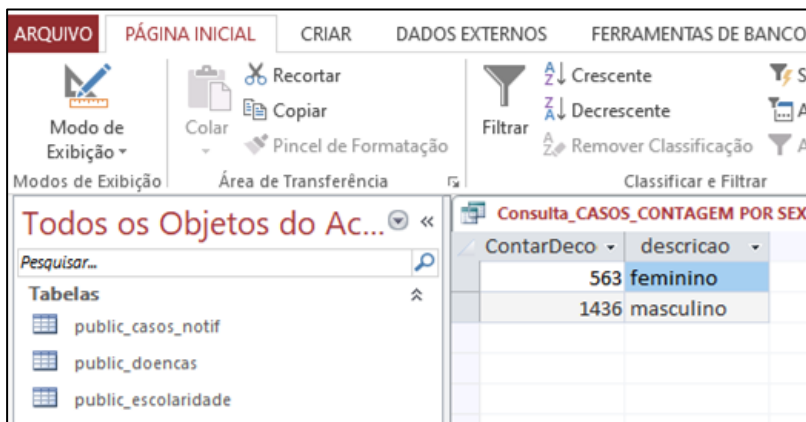 ARQUIVO PÁGINA INICIAL CRIAR DADOS EXTERNOS FERRAMENTAS DE BANCO
Modo de Exibição
Modos de Exibição
Colar
Recortar
Copiar
Pincel de Formatação
Área de Transferência
Filtrar
Crescente
Decrescente
Remover Classificação
Classificar e Filtrar
Todos os Objetos do Ac...
Pesquisar...
Tabelas
public_casos_notif
public_doencas
public_escolaridade
Consulta_CASOS_CONTAGEM POR SEX
ContarDeco descricao
563 feminino
1436 masculino